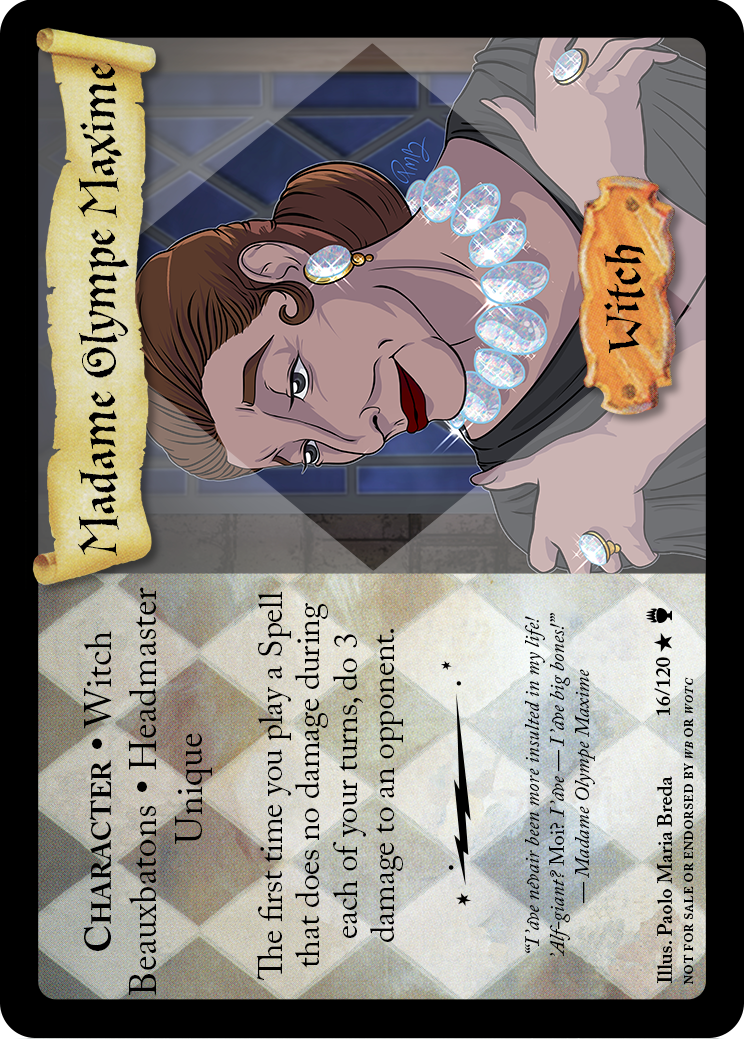 Madame Olympe Maxime
Witch
CHARACTER • Witch
Beauxbatons • Headmaster
Unique
The first time you play a Spell
that does no damage during
each of your turns, do 3
damage to an opponent.
“‘I’ave nevair been more insulted in my life!
’Alf-giant? Moi? I’ave — I’ave big bones!’”
— Madame Olympe Maxime
Illus. Paolo Maria Breda 16/120 ★
NOT FOR SALE OR ENDORSED BY WB OR WOTC